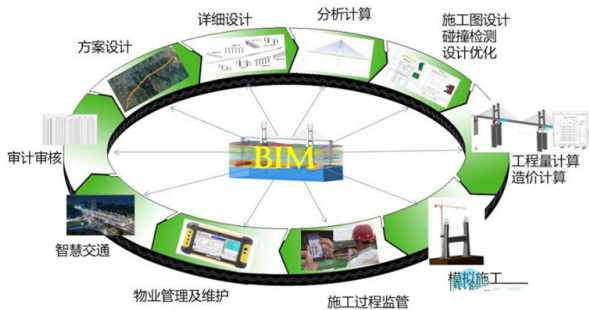 详细设计
分析计算
施工图设计
碰撞检测
设计优化
方案设计
审计审核
BIM
工程量计算
造价计算
智慧交通
模拟施工
物业管理及维护
施工过程监管